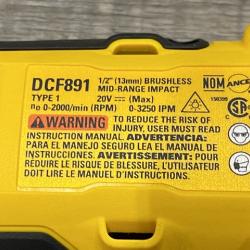 DCF891
1/2" (13mm) BRUSHLESS
MID-RANGE IMPACT
TYPE 1
20V ⎓ (Max)
n₀ 0-2000/min (RPM)
0-3250 IPM
NOM
ANCE
⚠WARNING TO REDUCE THE RISK OF
INJURY, USER MUST READ
INSTRUCTION MANUAL. ADVERTENCIA:
PARA EL MANEJO SEGURO LEA EL MANUAL DE
INSTRUCCIONES. AVERTISSEMENT: POUR
RÉDUIRE LE RISQUE DE BLESSURE, L'UTILISATEUR
DOIT LIRE LE MANUEL D'INSTRUCTIONS.